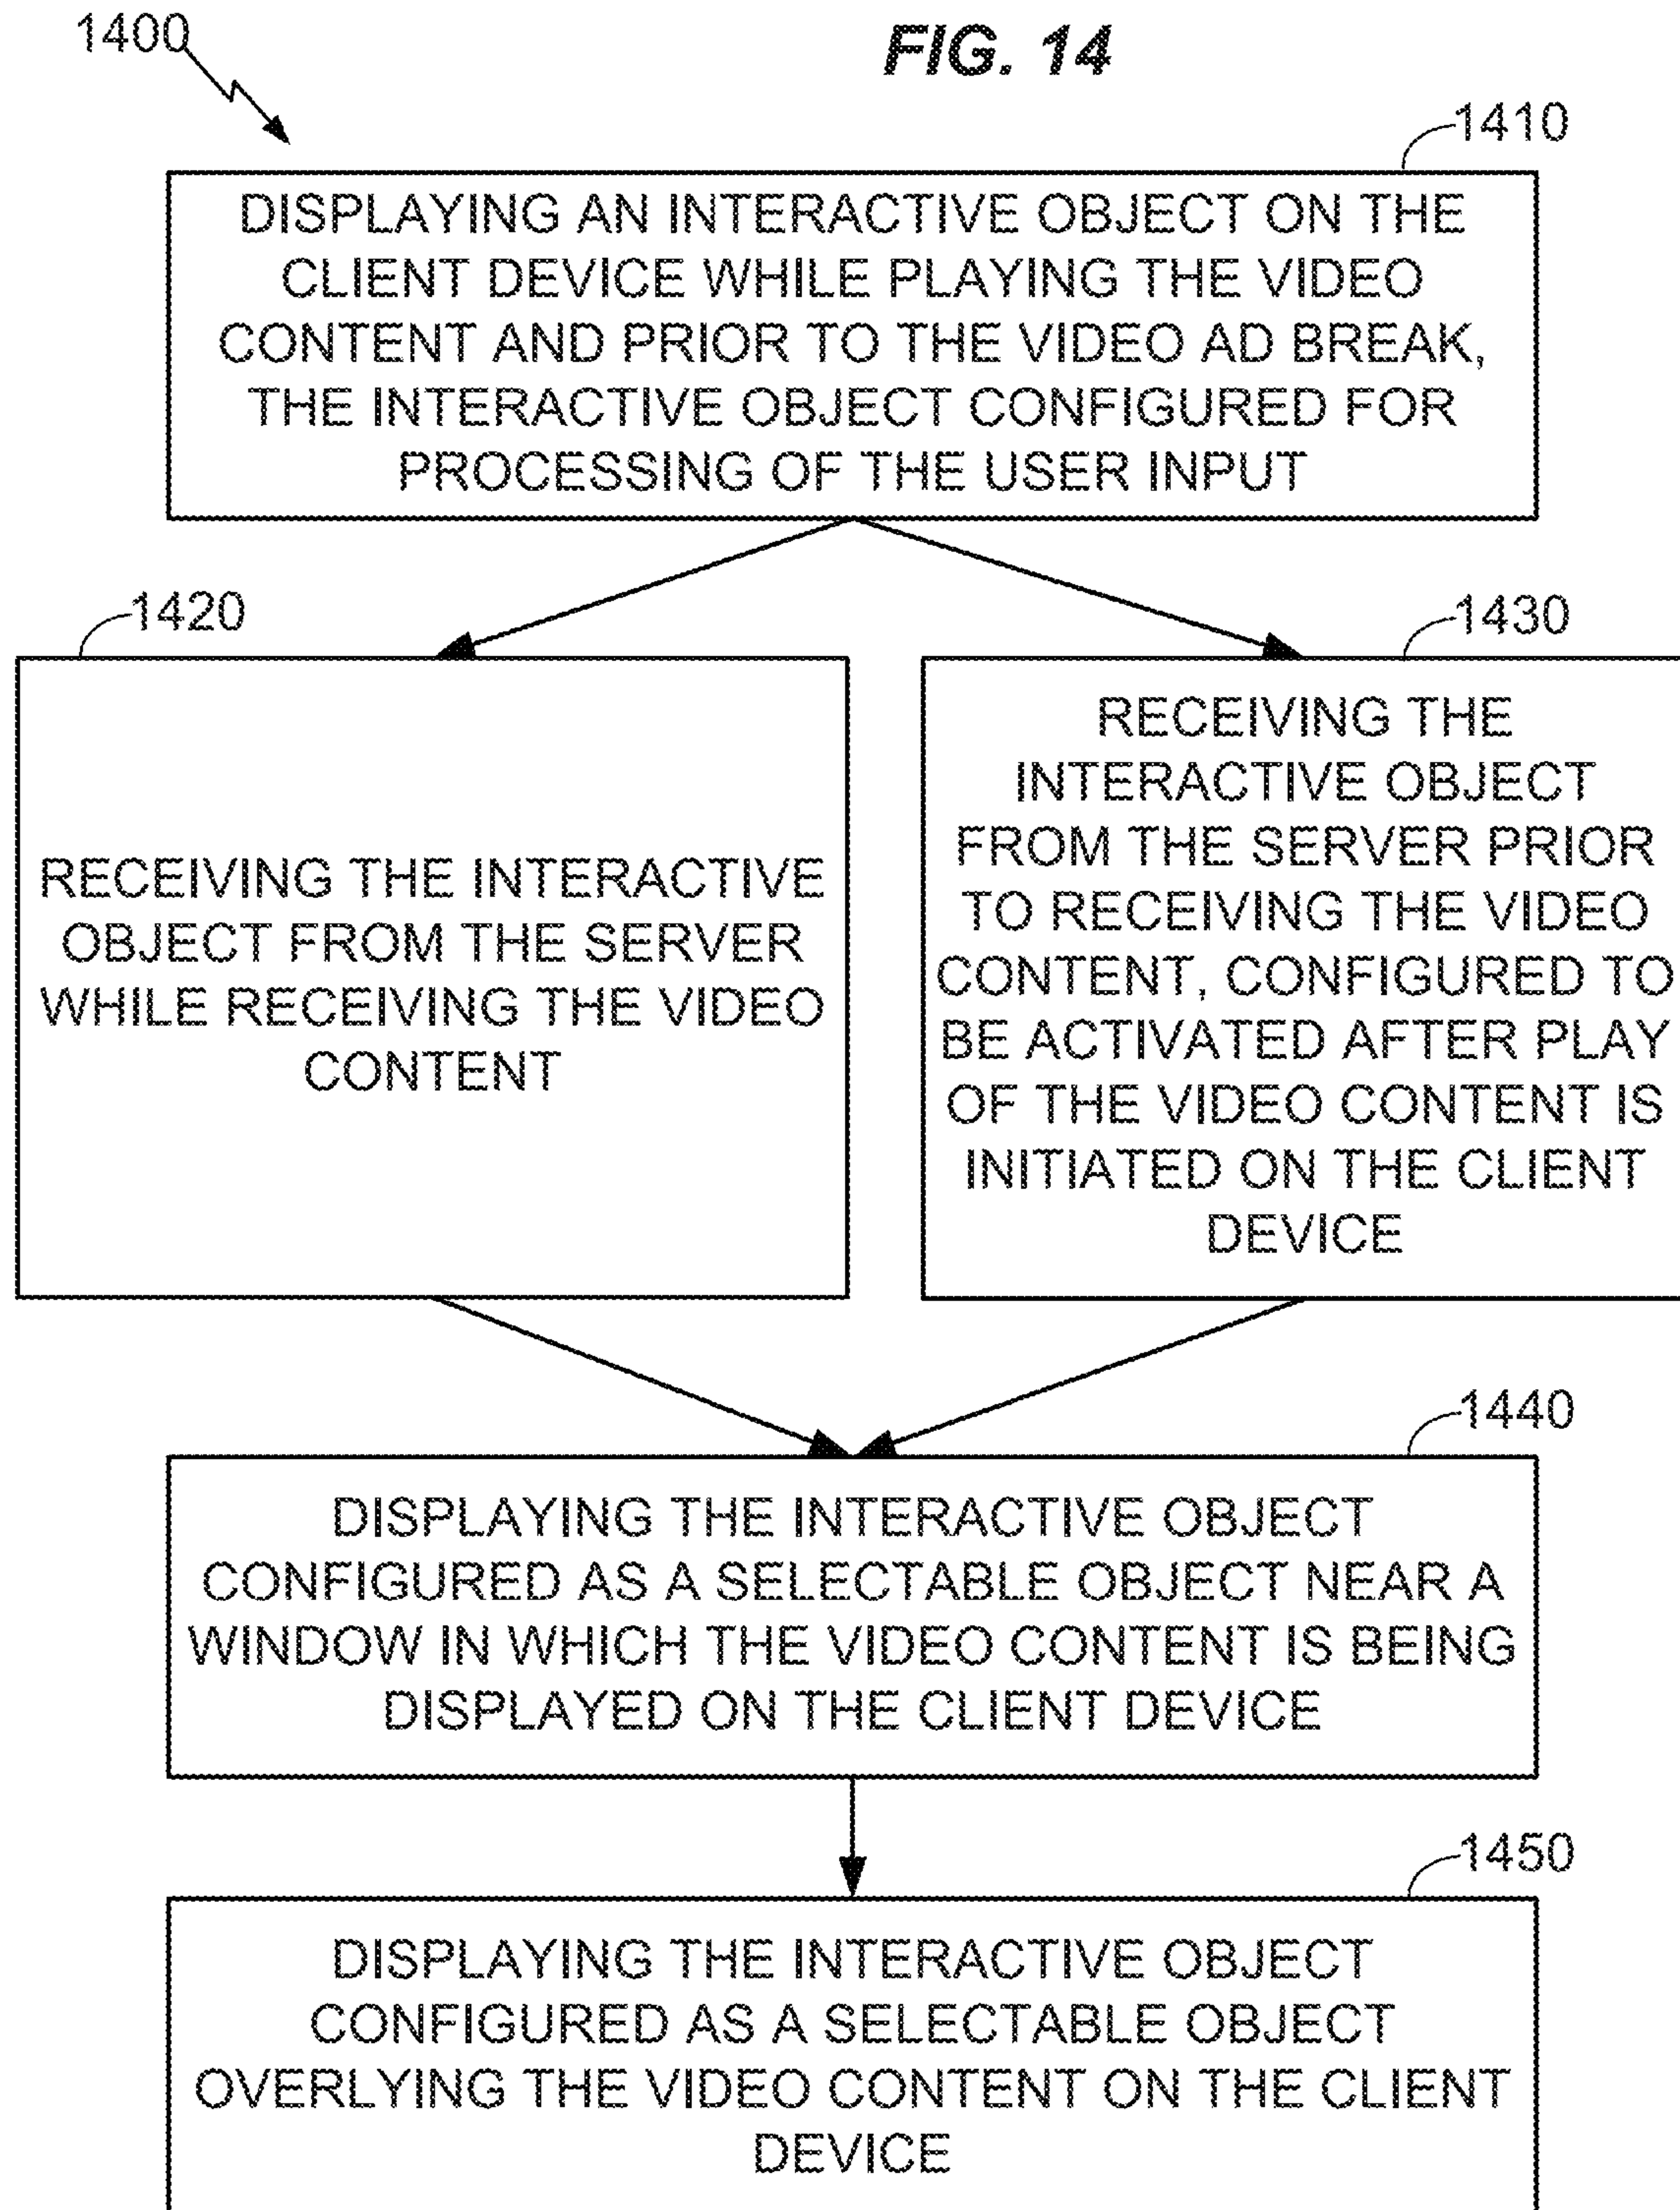 1400
FIG. 14
1410
DISPLAYING AN INTERACTIVE OBJECT ON THE
CLIENT DEVICE WHILE PLAYING THE VIDEO
CONTENT AND PRIOR TO THE VIDEO AD BREAK,
THE INTERACTIVE OBJECT CONFIGURED FOR
PROCESSING OF THE USER INPUT
1420
RECEIVING THE INTERACTIVE
OBJECT FROM THE SERVER
WHILE RECEIVING THE VIDEO
CONTENT
1430
RECEIVING THE
INTERACTIVE OBJECT
FROM THE SERVER PRIOR
TO RECEIVING THE VIDEO
CONTENT, CONFIGURED TO
BE ACTIVATED AFTER PLAY
OF THE VIDEO CONTENT IS
INITIATED ON THE CLIENT
DEVICE
1440
DISPLAYING THE INTERACTIVE OBJECT
CONFIGURED AS A SELECTABLE OBJECT NEAR A
WINDOW IN WHICH THE VIDEO CONTENT IS BEING
DISPLAYED ON THE CLIENT DEVICE
1450
DISPLAYING THE INTERACTIVE OBJECT
CONFIGURED AS A SELECTABLE OBJECT
OVERLYING THE VIDEO CONTENT ON THE CLIENT
DEVICE